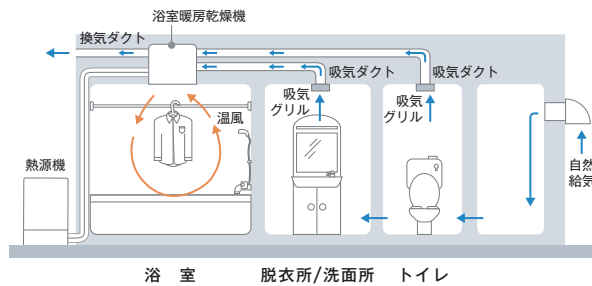 浴室暖房乾燥機
換気ダクト
吸気ダクト
吸気ダクト
吸気
グリル
吸気
グリル
温風
熱源機
自然
給気
浴 室
脱衣所/洗面所
トイレ